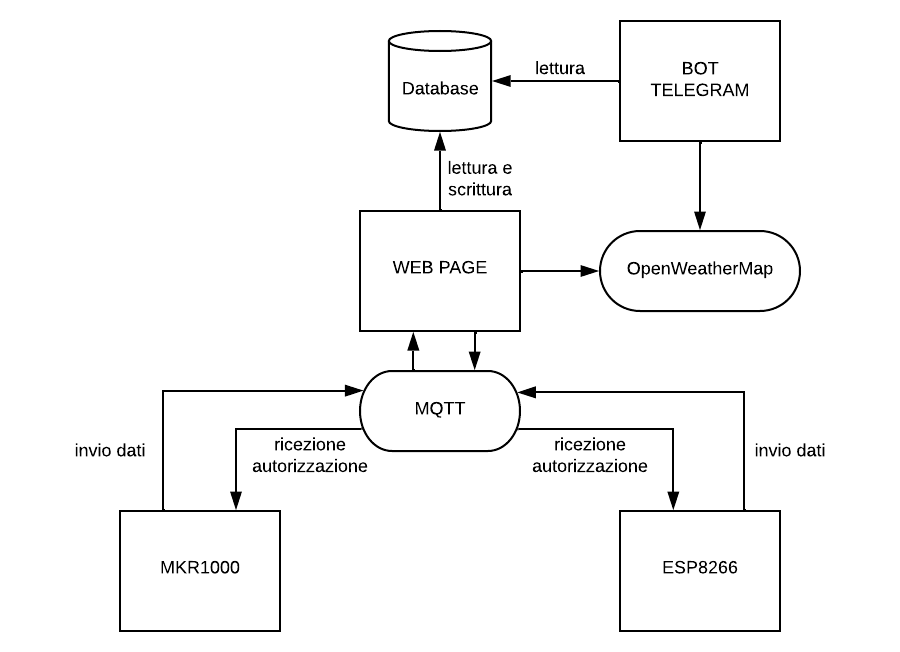 BOT
TELEGRAM
lettura
Database
lettura e
scrittura
WEB PAGE
OpenWeatherMap
MQTT
invio dati
ricezione
autorizzazione
ricezione
autorizzazione
invio dati
MKR1000
ESP8266